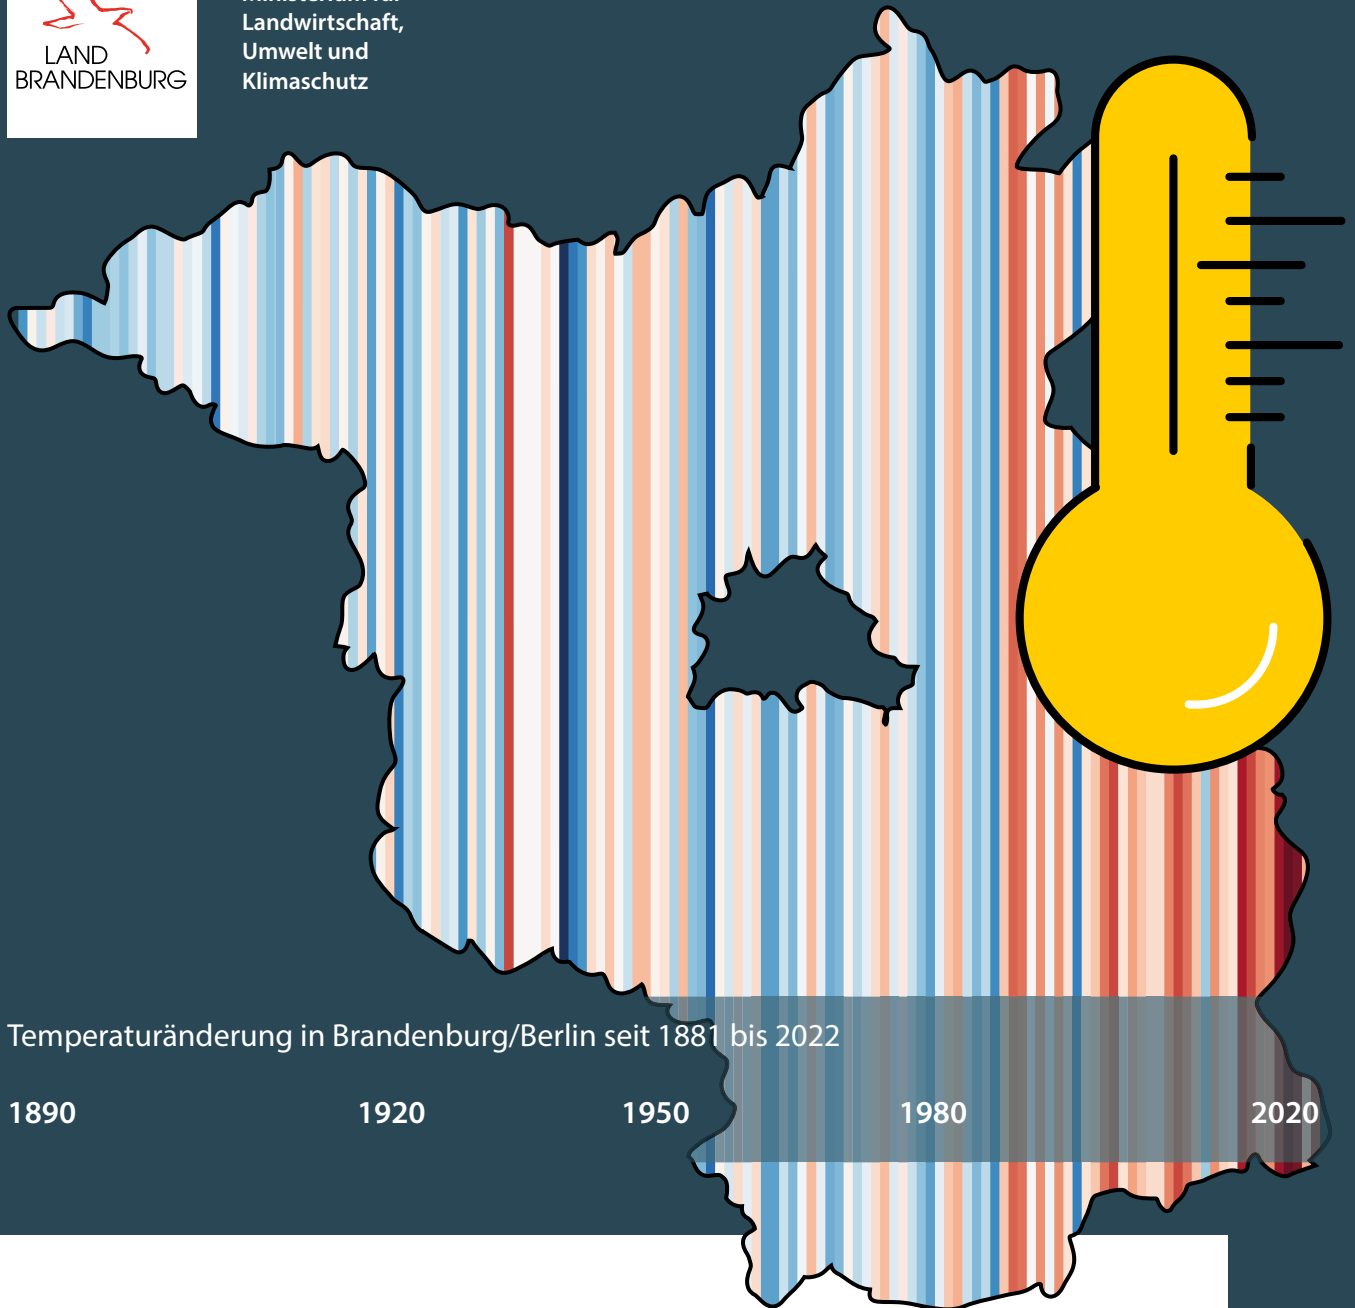 Landwirtschaft,
Umwelt und
Klimaschutz
LAND
BRANDENBURG
Temperaturänderung in Brandenburg/Berlin seit 1881 bis 2022
1890 1920 1950 1980 2020